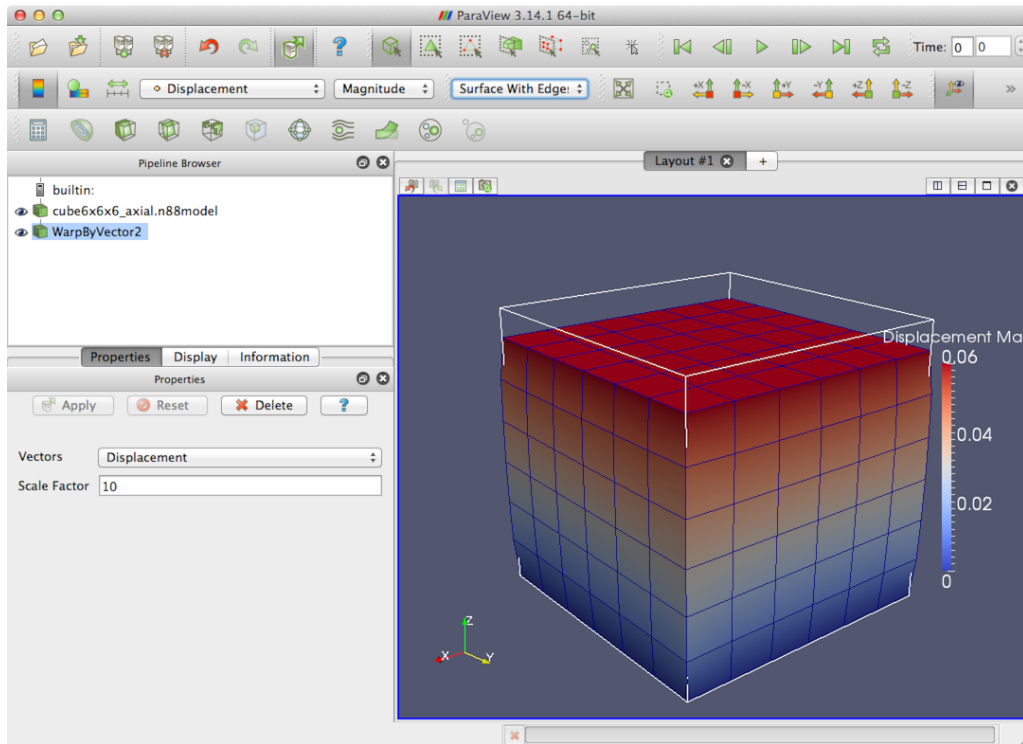 ParaView 3.14.1 64-bit
?
Time: 0 0
Displacement Magnitude Surface With Edge:
+X -X +Y -Y +Z -Z »
Pipeline Browser
Layout #1 +
builtin:
cube6x6x6_axial.n88model
WarpByVector2
Properties Display Information
Properties
Apply Reset Delete ?
Vectors Displacement
Scale Factor 10
Displacement Ma
0.06
0.04
0.02
0
Z
X Y